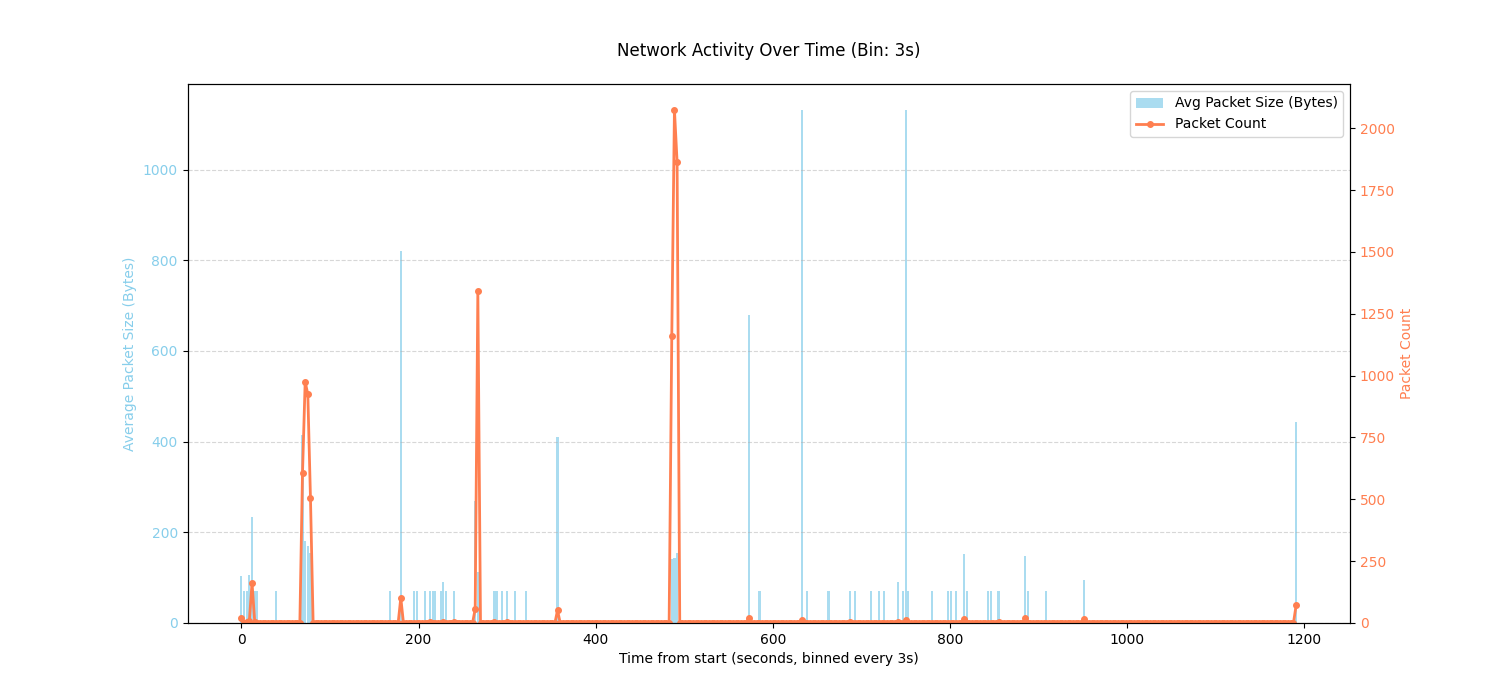 Network Activity Over Time (Bin: 3s)
Avg Packet Size (Bytes)
Packet Count
Average Packet Size (Bytes)
1000
800
600
400
200
0
2000
1750
1500
1250
1000
750
500
250
0
Packet Count
0 200 400 600 800 1000 1200
Time from start (seconds, binned every 3s)